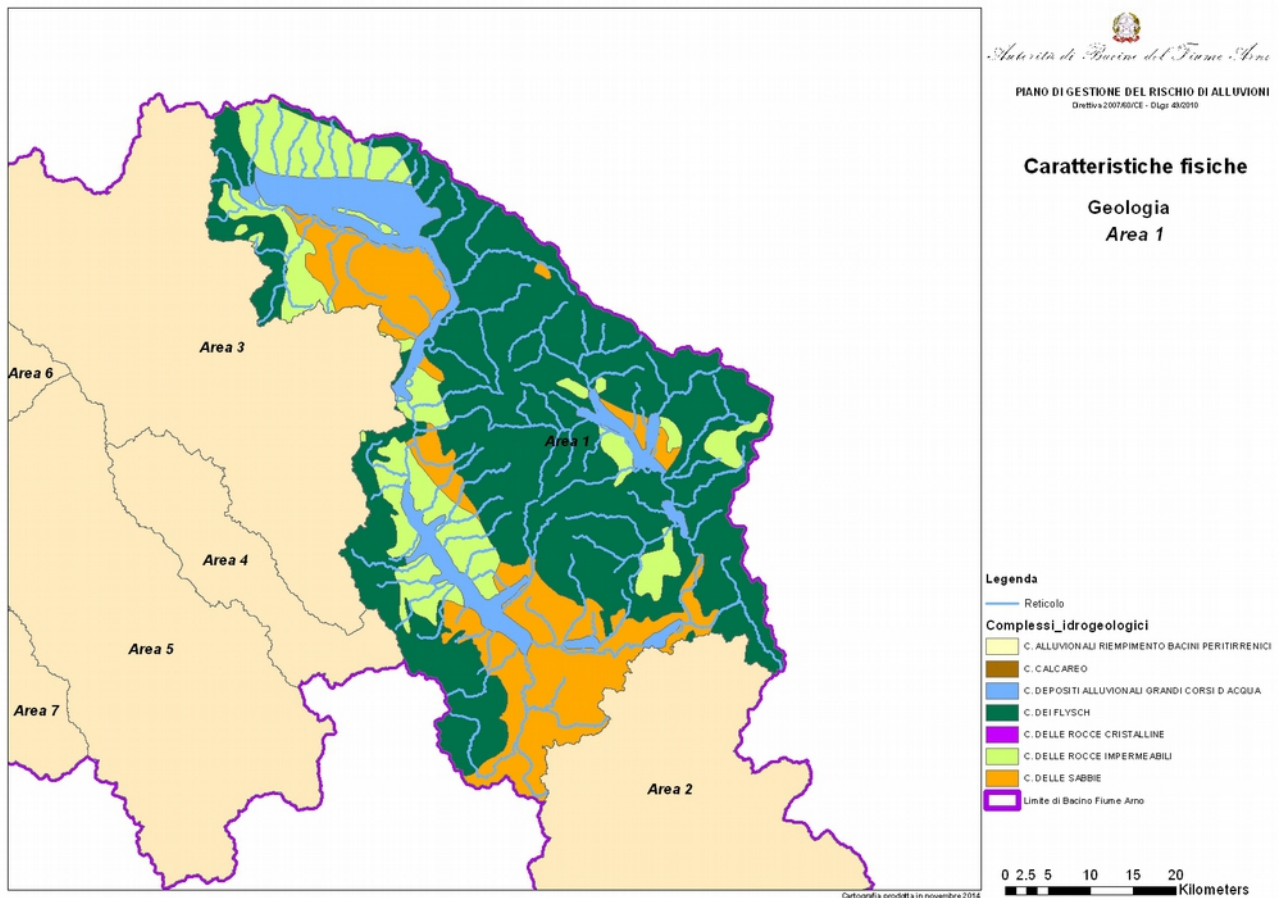 Autorità di Bacino del Fiume Arno
PIANO DI GESTIONE DEL RISCHIO DI ALLUVIONI
Direttiva 2007/60/CE - DLgs 49/2010
Caratteristiche fisiche
Geologia
Area 1
Area 3
Area 6
Area 1
Area 4
Area 5
Area 7
Area 2
Legenda
Reticolo
Complessi_idrogeologici
C. ALLUVIONALI RIEMPIMENTO BACINI PERITIRRENICI
C. CALCAREO
C. DEPOSITI ALLUVIONALI GRANDI CORSI D ACQUA
C. DEI FLYSCH
C. DELLE ROCCE CRISTALLINE
C. DELLE ROCCE IMPERMEABILI
C. DELLE SABBIE
Limite di Bacino Fiume Arno
0 2.5 5 10 15 20
Kilometers
Cartografia prodotta in novembre 2014